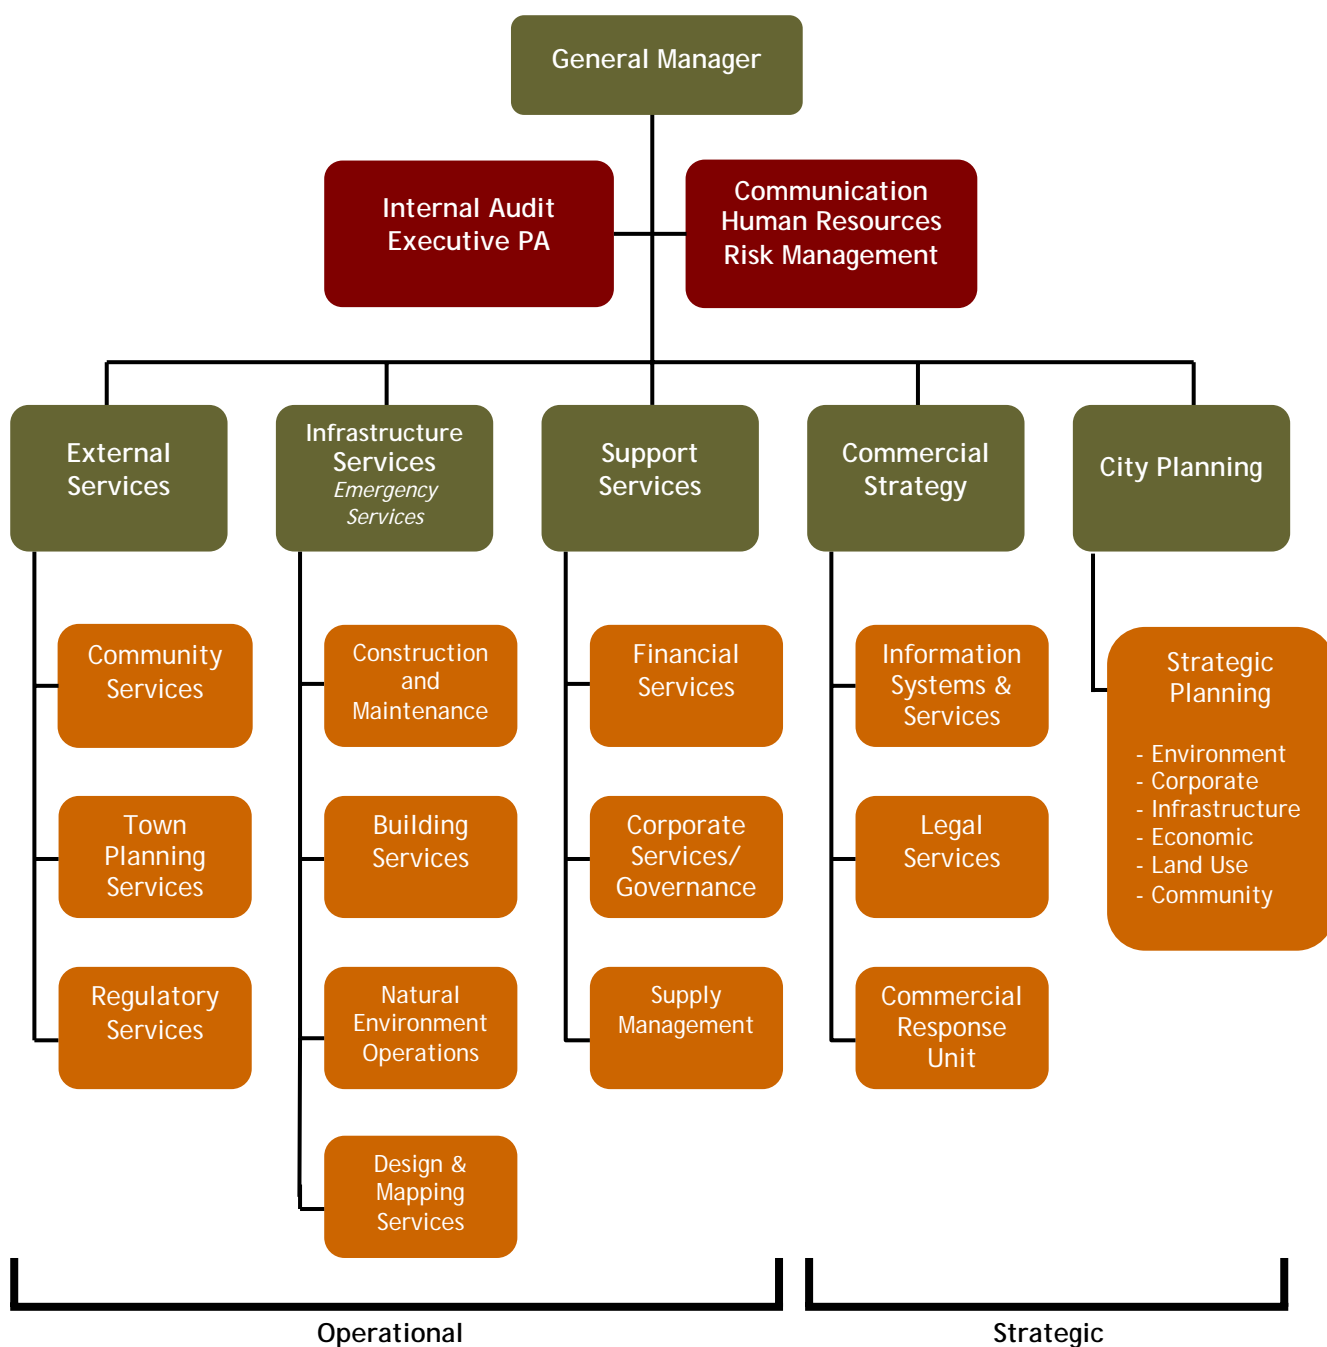 General Manager
Internal Audit
Executive PA
Communication
Human Resources
Risk Management
External
Services
Infrastructure
Services
Emergency
Services
Support
Services
Commercial
Strategy
City Planning
Community
Services
Town
Planning
Services
Regulatory
Services
Construction
and
Maintenance
Building
Services
Natural
Environment
Operations
Design &
Mapping
Services
Financial
Services
Corporate
Services/
Governance
Supply
Management
Information
Systems &
Services
Legal
Services
Commercial
Response
Unit
Strategic
Planning
- Environment
- Corporate
- Infrastructure
- Economic
- Land Use
- Community
Operational
Strategic